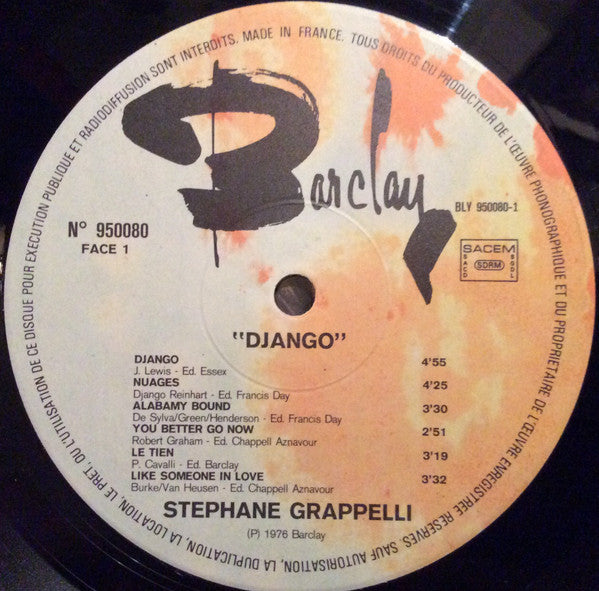 TOUS DROITS DU PRODUCTEUR DE L'ŒUVRE PHONOGRAPHIQUE ET DU PROPRIETAIRE DE L'ŒUVRE ENREGISTREE RESERVES. SAUF AUTORISATION, LA DUPLICATION, LA LOCATION, LE PRET, OU L'UTILISATION DE CE DISQUE POUR EXECUTION PUBLIQUE ET RADIODIFFUSION SONT INTERDITS. MADE IN FRANCE.
Barclay
N° 950080
FACE 1
BLY 950080-1
SACEM
SACD
SDRM
SGDL
"DJANGO"
DJANGO 4'55
J. Lewis - Ed. Essex
NUAGES 4'25
Django Reinhart - Ed. Francis Day
ALABAMY BOUND 3'30
De Sylva/Green/Henderson - Ed. Francis Day
YOU BETTER GO NOW 2'51
Robert Graham - Ed. Chappell Aznavour
LE TIEN 3'19
P. Cavalli - Ed. Barclay
LIKE SOMEONE IN LOVE 3'32
Burke/Van Heusen - Ed. Chappell Aznavour
STEPHANE GRAPPELLI
(P) 1976 Barclay